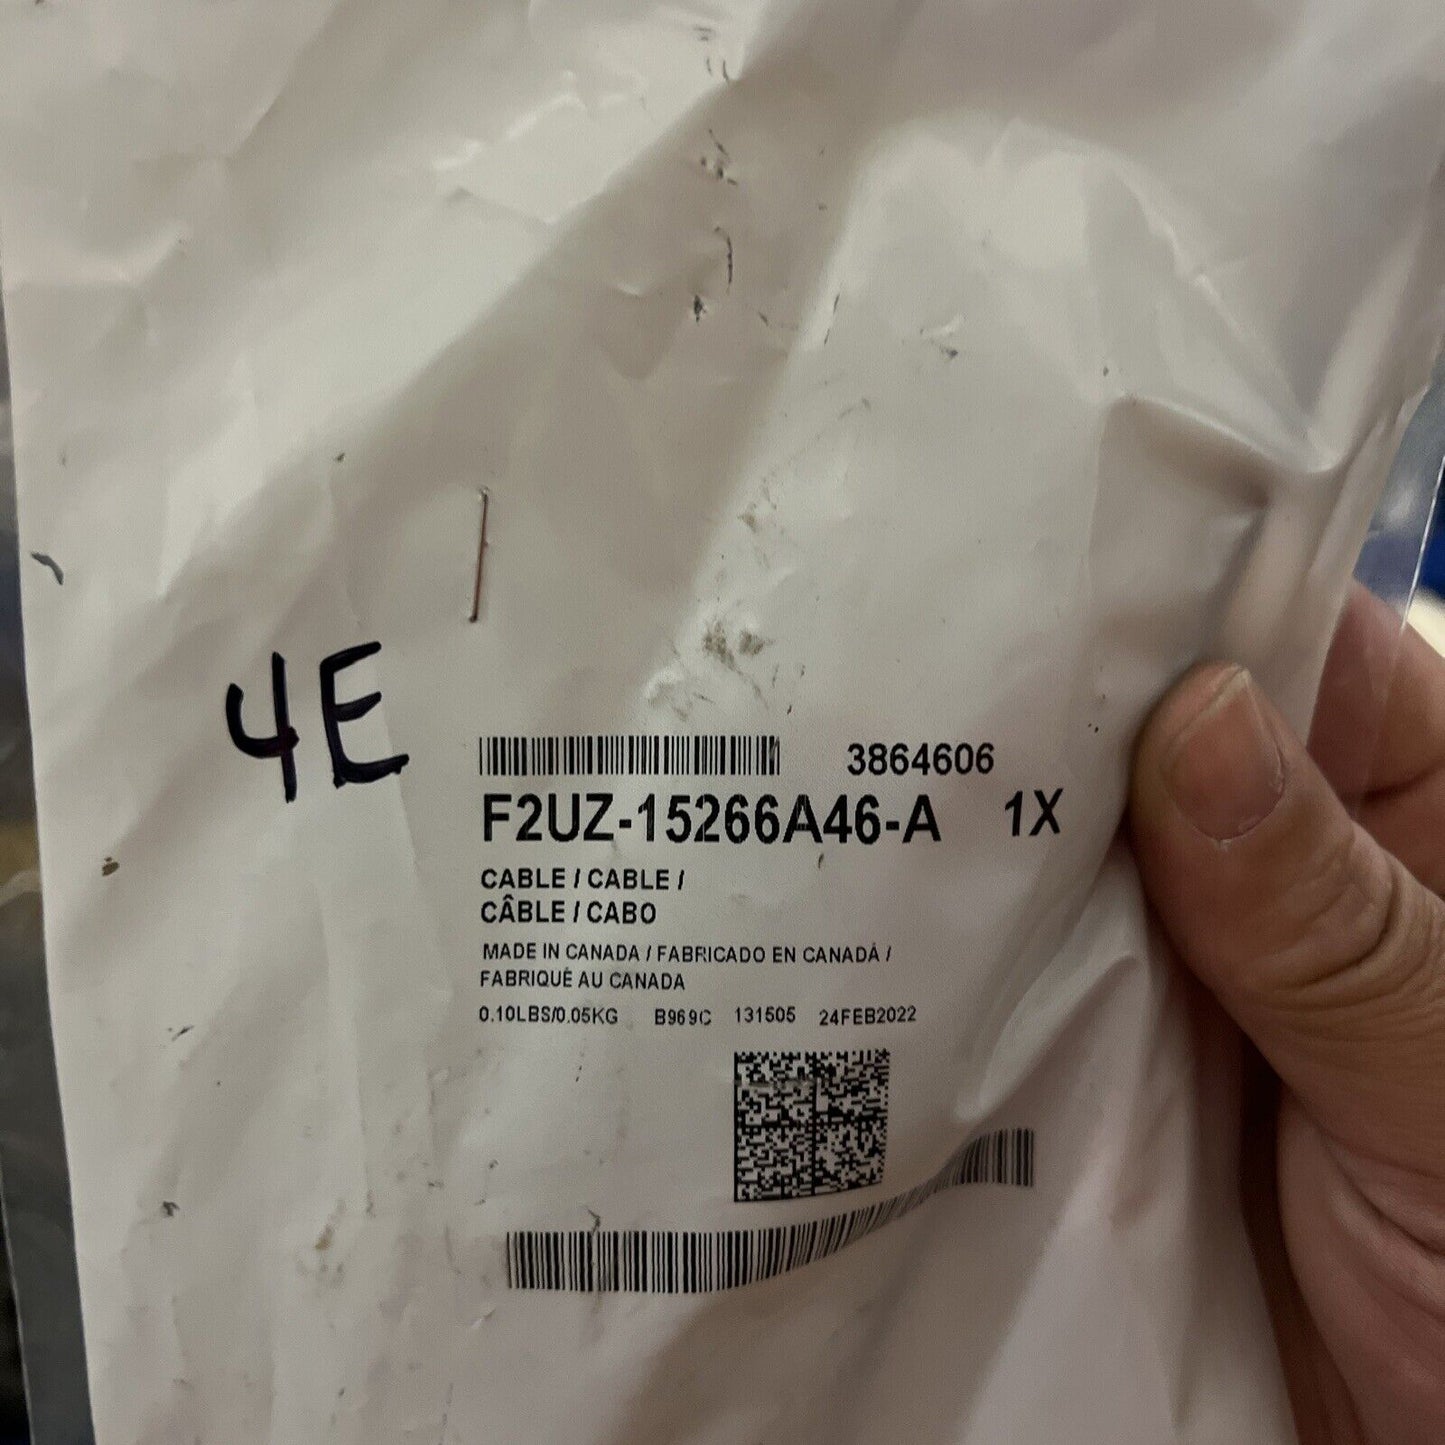 4E
3864606
F2UZ-15266A46-A 1X
CABLE / CABLE /
CÂBLE / CABO
MADE IN CANADA / FABRICADO EN CANADÁ /
FABRIQUÉ AU CANADA
0.10LBS/0.05KG B969C 131505 24FEB2022